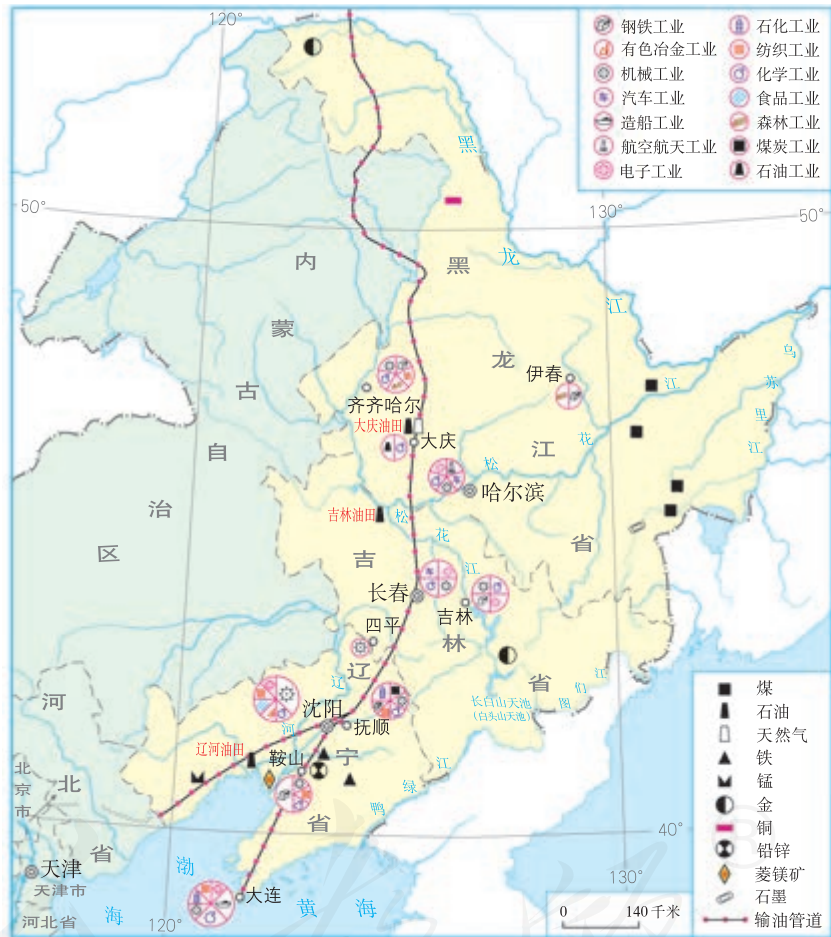 钢铁工业
有色冶金工业
机械工业
汽车工业
造船工业
航空航天工业
电子工业
石化工业
纺织工业
化学工业
食品工业
森林工业
煤炭工业
石油工业
120°
50°
130°
50°
黑
龙
江
内
蒙
古
自
治
区
黑
龙
江
省
乌
苏
里
江
伊春
江
花
松
齐齐哈尔
大庆油田
大庆
哈尔滨
吉林油田
松
花
江
吉
林
省
长春
吉林
四平
辽
宁
省
辽
河
长白山天池
(白头山天池)
图
们
江
沈阳
抚顺
辽河油田
鞍山
鸭
绿
江
河
北
省
北
京
市
天津
天津市
河北省
渤
海
大连
黄 海
120°
130°
40°
0 140千米
煤
石油
天然气
铁
锰
金
铜
铅锌
菱镁矿
石墨
输油管道